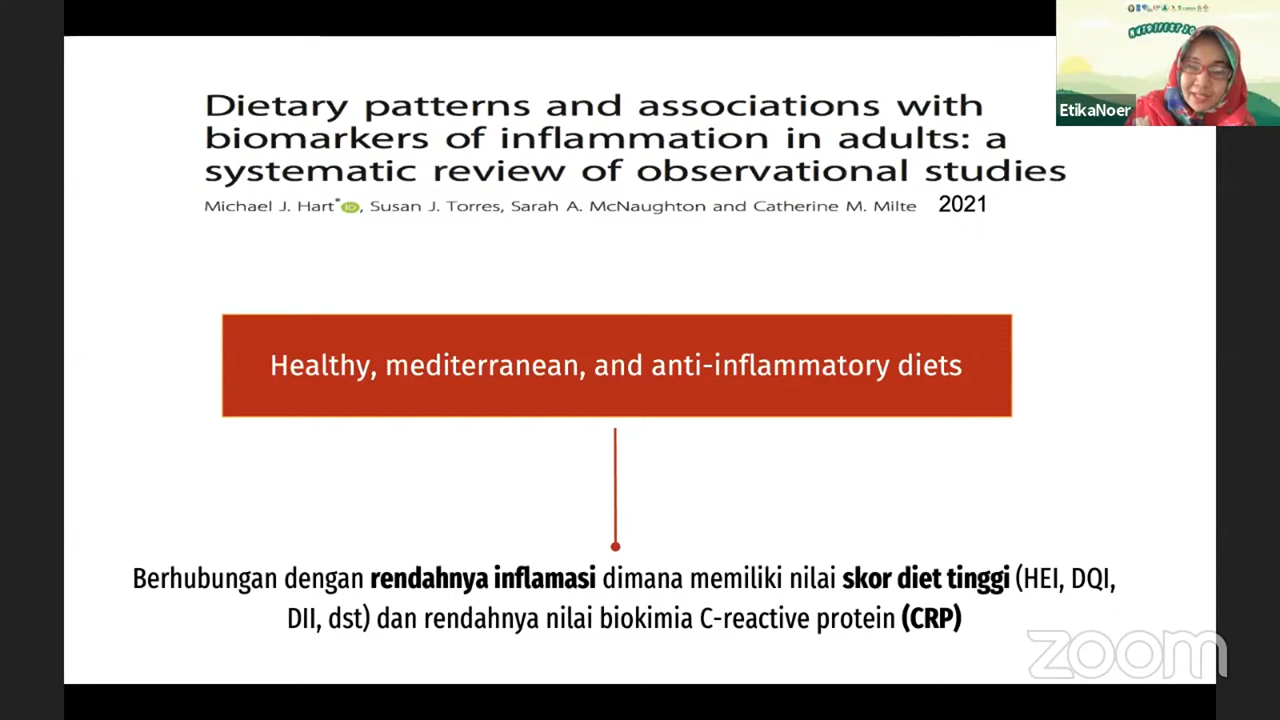 Dietary patterns and associations with
biomarkers of inflammation in adults: a
systematic review of observational studies
Michael J. Hart*iD, Susan J. Torres, Sarah A. McNaughton and Catherine M. Milte 2021
EtikaNoer
Healthy, mediterranean, and anti-inflammatory diets
Berhubungan dengan rendahnya inflamasi dimana memiliki nilai skor diet tinggi (HEI, DQI,
DII, dst) dan rendahnya nilai biokimia C-reactive protein (CRP)
zoom